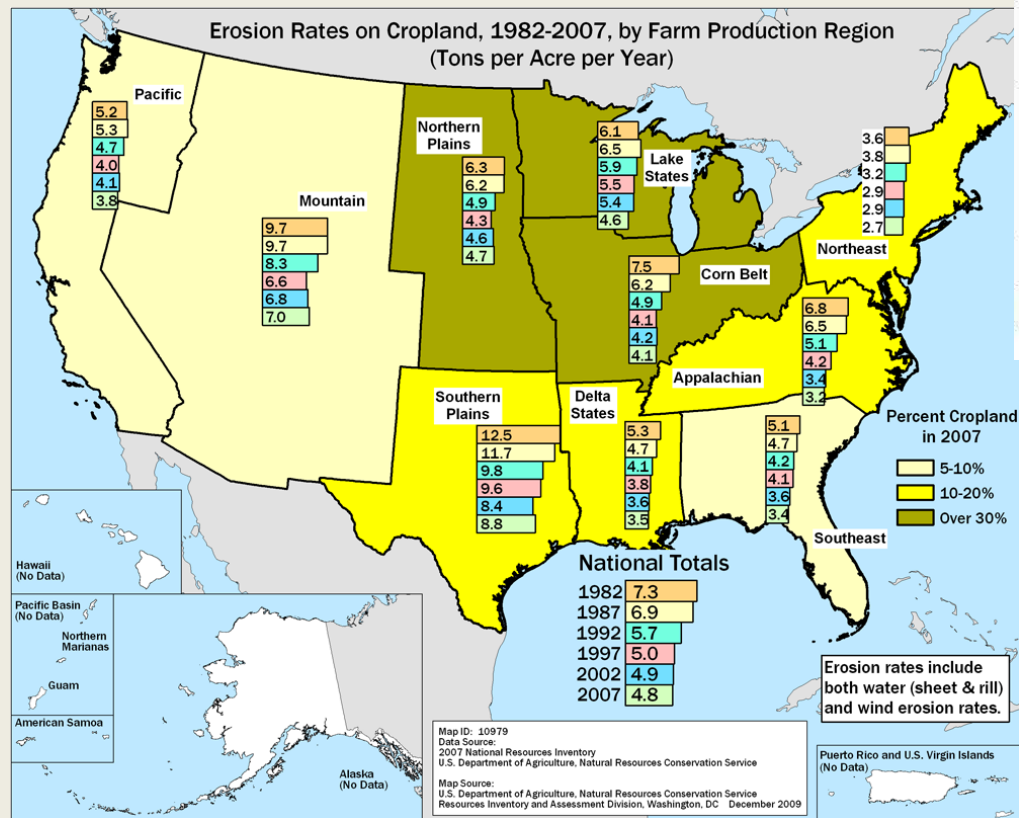 Erosion Rates on Cropland, 1982-2007, by Farm Production Region
(Tons per Acre per Year)
Pacific
5.2
5.3
4.7
4.0
4.1
3.8
Mountain
9.7
9.7
8.3
6.6
6.8
7.0
Northern
Plains
6.3
6.2
4.9
4.3
4.6
4.7
Lake
States
6.1
6.5
5.9
5.5
5.4
4.6
Corn Belt
7.5
6.2
4.9
4.1
4.2
4.1
Northeast
3.6
3.8
3.2
2.9
2.9
2.7
Appalachian
6.8
6.5
5.1
4.2
3.4
3.2
Southern
Plains
12.5
11.7
9.8
9.6
8.4
8.8
Delta
States
5.3
4.7
4.1
3.8
3.6
3.5
Southeast
5.1
4.7
4.2
4.1
3.6
3.4
Percent Cropland
in 2007
5-10%
10-20%
Over 30%
National Totals
1982 7.3
1987 6.9
1992 5.7
1997 5.0
2002 4.9
2007 4.8
Erosion rates include
both water (sheet & rill)
and wind erosion rates.
Hawaii
(No Data)
Pacific Basin
(No Data)
Northern
Marianas
Guam
American Samoa
Alaska
(No Data)
Map ID: 10979
Data Source:
2007 National Resources Inventory
U.S. Department of Agriculture, Natural Resources Conservation Service
Map Source:
U.S. Department of Agriculture, Natural Resources Conservation Service
Resources Inventory and Assessment Division, Washington, DC December 2009
Puerto Rico and U.S. Virgin Islands
(No Data)